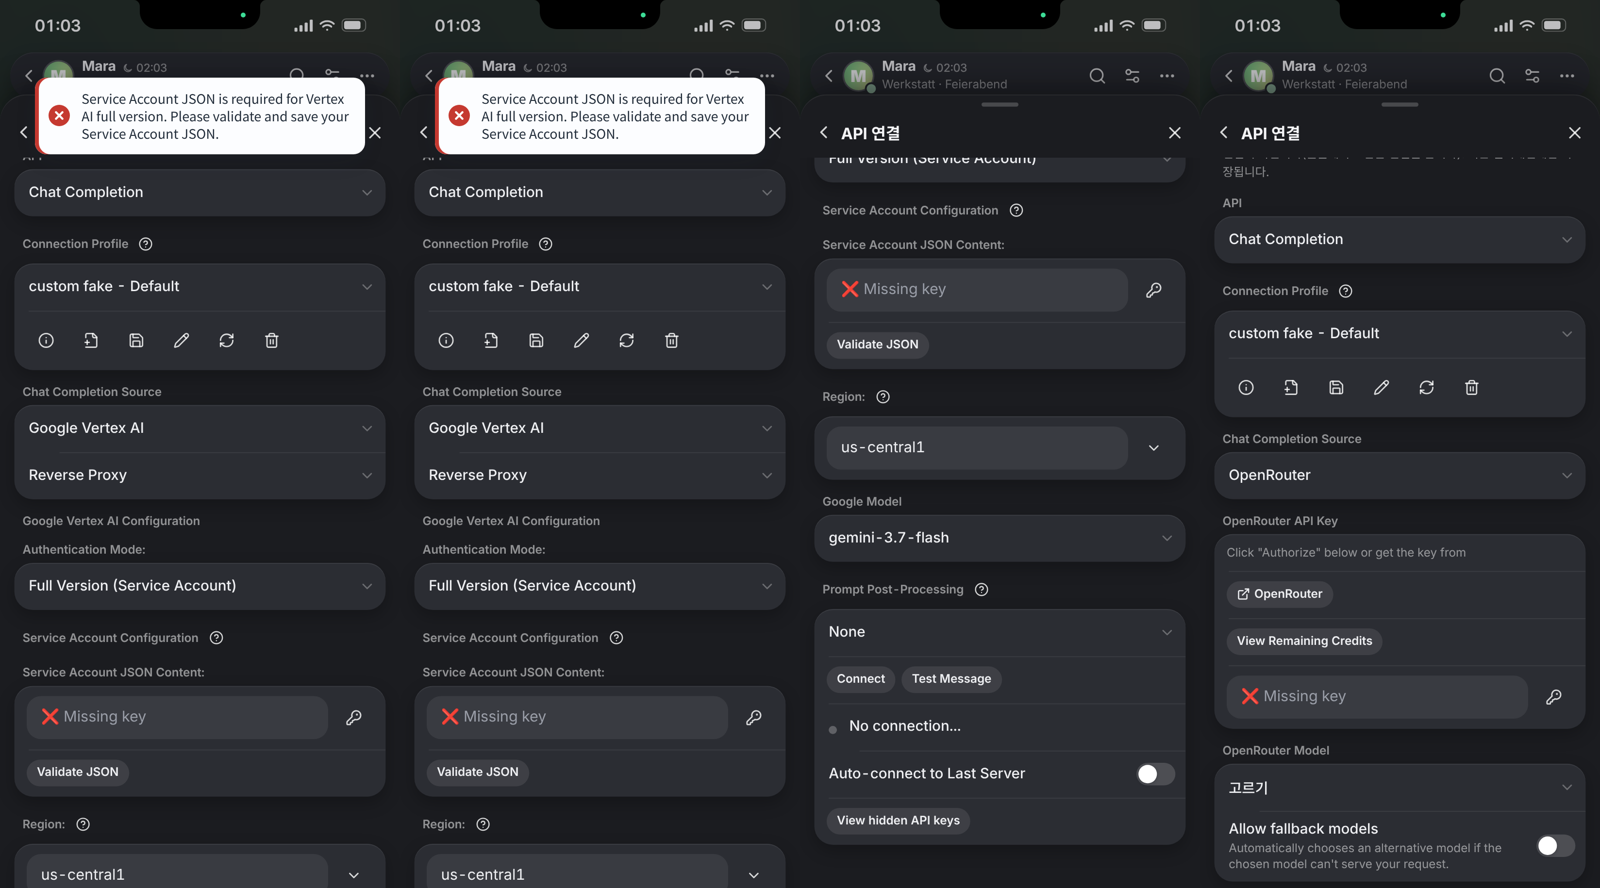 01:03
Mara 02:03
Service Account JSON is required for Vertex
AI full version. Please validate and save your
Service Account JSON.
Chat Completion
Connection Profile
custom fake - Default
Chat Completion Source
Google Vertex AI
Reverse Proxy
Google Vertex AI Configuration
Authentication Mode:
Full Version (Service Account)
Service Account Configuration
Service Account JSON Content:
❌ Missing key
Validate JSON
Region:
us-central1
01:03
Mara 02:03
Service Account JSON is required for Vertex
AI full version. Please validate and save your
Service Account JSON.
Chat Completion
Connection Profile
custom fake - Default
Chat Completion Source
Google Vertex AI
Reverse Proxy
Google Vertex AI Configuration
Authentication Mode:
Full Version (Service Account)
Service Account Configuration
Service Account JSON Content:
❌ Missing key
Validate JSON
Region:
us-central1
01:03
M
Mara 02:03
Werkstatt · Feierabend
API 연결
Full Version (Service Account)
Service Account Configuration
Service Account JSON Content:
❌ Missing key
Validate JSON
Region:
us-central1
Google Model
gemini-3.7-flash
Prompt Post-Processing
None
Connect Test Message
No connection...
Auto-connect to Last Server
View hidden API keys
01:03
M
Mara 02:03
Werkstatt · Feierabend
API 연결
장됩니다.
API
Chat Completion
Connection Profile
custom fake - Default
Chat Completion Source
OpenRouter
OpenRouter API Key
Click "Authorize" below or get the key from
OpenRouter
View Remaining Credits
❌ Missing key
OpenRouter Model
고르기
Allow fallback models
Automatically chooses an alternative model if the
chosen model can't serve your request.